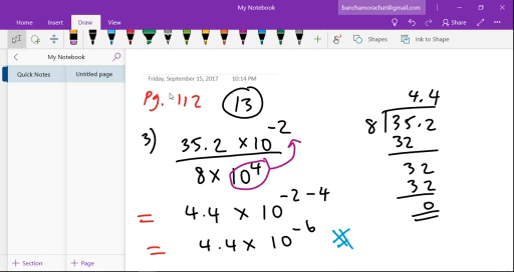 My Notebook
banchamorachat@gmail.com
File Home Insert Draw View
Share
Shapes Ink to Shape
My Notebook
Quick Notes Untitled page
Friday, September 15, 2017 10:14 PM
Pg. 112 13
3) 35.2 × 10^-2
8 × 10^4
= 4.4 × 10^-2-4
= 4.4 × 10^-6
4.4
8 35.2
32
32
32
0
+ Section + Page